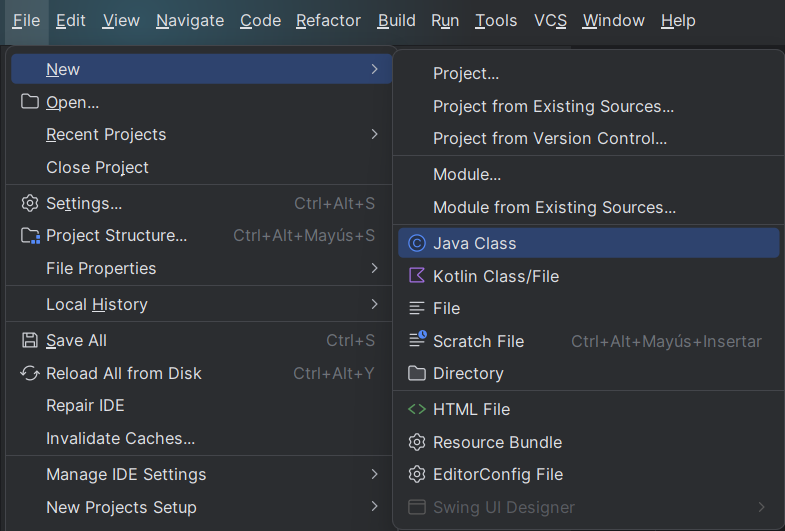 File Edit View Navigate Code Refactor Build Run Tools VCS Window Help
New
Open...
Recent Projects
Close Project
Settings... Ctrl+Alt+S
Project Structure... Ctrl+Alt+Mayús+S
File Properties
Local History
Save All Ctrl+S
Reload All from Disk Ctrl+Alt+Y
Repair IDE
Invalidate Caches...
Manage IDE Settings
New Projects Setup
Project...
Project from Existing Sources...
Project from Version Control...
Module...
Module from Existing Sources...
Java Class
Kotlin Class/File
File
Scratch File Ctrl+Alt+Mayús+Insertar
Directory
HTML File
Resource Bundle
EditorConfig File
Swing UI Designer